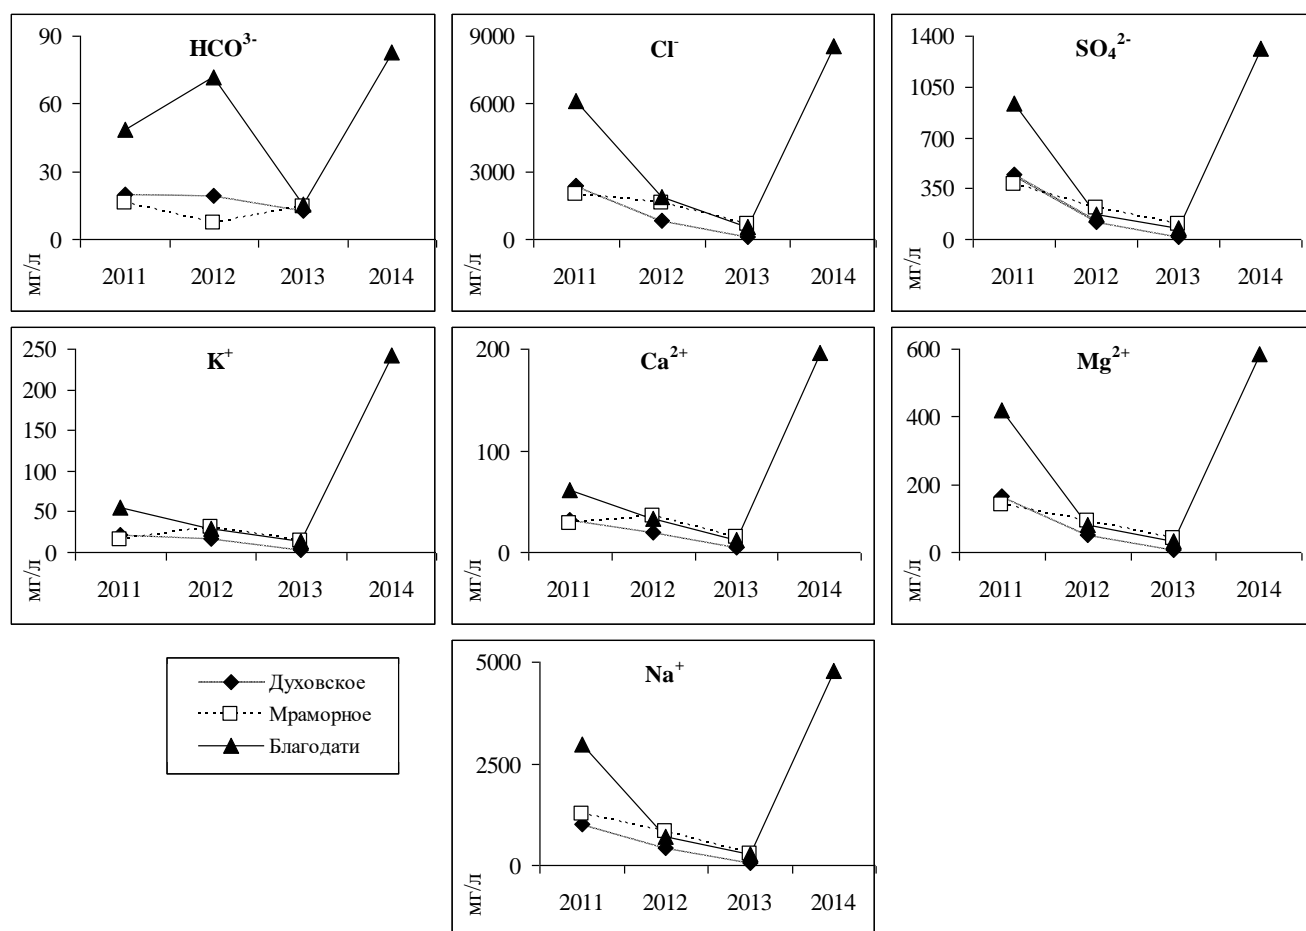 HCO³⁻
90
60
30
0
мг/л
2011 2012 2013 2014
Cl⁻
9000
6000
3000
0
мг/л
2011 2012 2013 2014
SO₄²⁻
1400
1050
700
350
0
мг/л
2011 2012 2013 2014
K⁺
250
200
150
100
50
0
мг/л
2011 2012 2013 2014
Ca²⁺
200
100
0
мг/л
2011 2012 2013 2014
Mg²⁺
600
400
200
0
мг/л
2011 2012 2013 2014
Духовское
Мраморное
Благодати
Na⁺
5000
2500
0
мг/л
2011 2012 2013 2014